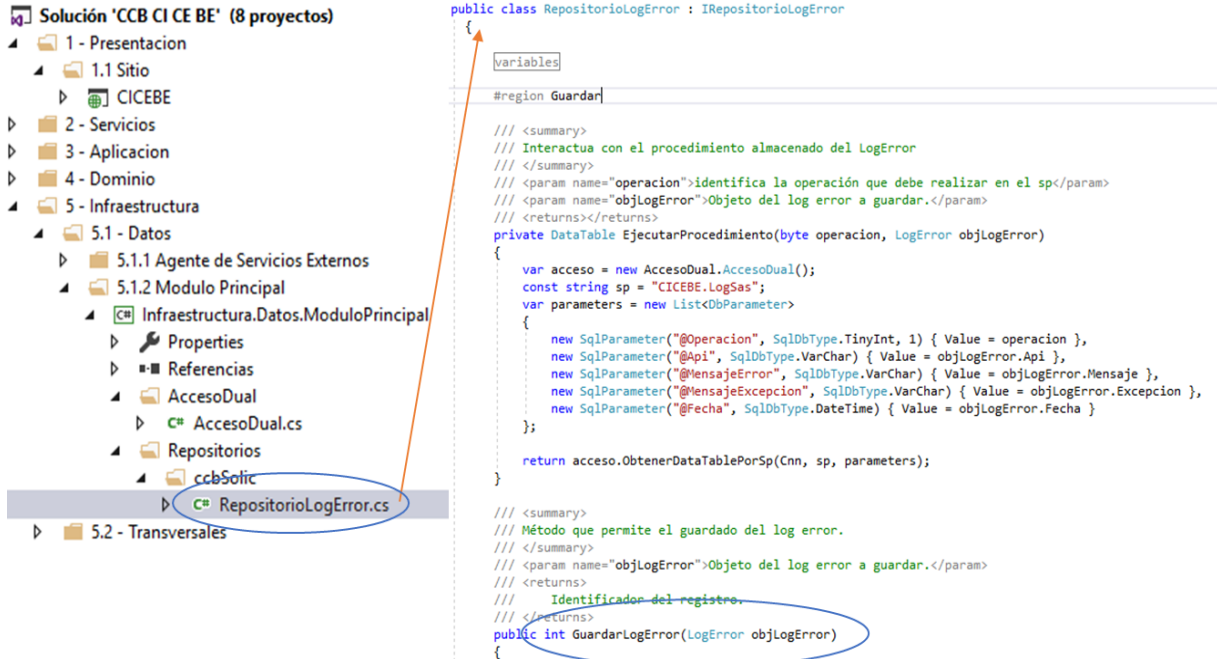 Solución 'CCB CI CE BE' (8 proyectos)
1 - Presentacion
1.1 Sitio
CICEBE
2 - Servicios
3 - Aplicacion
4 - Dominio
5 - Infraestructura
5.1 - Datos
5.1.1 Agente de Servicios Externos
5.1.2 Modulo Principal
C# Infraestructura.Datos.ModuloPrincipal
Properties
Referencias
AccesoDual
C# AccesoDual.cs
Repositorios
ccbSolic
C# RepositorioLogError.cs
5.2 - Transversales
public class RepositorioLogError : IRepositorioLogError
{
variables
#region Guardar
/// <summary>
/// Interactua con el procedimiento almacenado del LogError
/// </summary>
/// <param name="operacion">identifica la operación que debe realizar en el sp</param>
/// <param name="objLogError">Objeto del log error a guardar.</param>
/// <returns></returns>
private DataTable EjecutarProcedimiento(byte operacion, LogError objLogError)
{
var acceso = new AccesoDual.AccesoDual();
const string sp = "CICEBE.LogSas";
var parameters = new List<DbParameter>
{
new SqlParameter("@Operacion", SqlDbType.TinyInt, 1) { Value = operacion },
new SqlParameter("@Api", SqlDbType.VarChar) { Value = objLogError.Api },
new SqlParameter("@MensajeError", SqlDbType.VarChar) { Value = objLogError.Mensaje },
new SqlParameter("@MensajeExcepcion", SqlDbType.VarChar) { Value = objLogError.Excepcion },
new SqlParameter("@Fecha", SqlDbType.DateTime) { Value = objLogError.Fecha }
};
return acceso.ObtenerDataTablePorSp(Cnn, sp, parameters);
}
/// <summary>
/// Método que permite el guardado del log error.
/// </summary>
/// <param name="objLogError">Objeto del log error a guardar.</param>
/// <returns>
/// Identificador del registro.
/// </returns>
public int GuardarLogError(LogError objLogError)
{